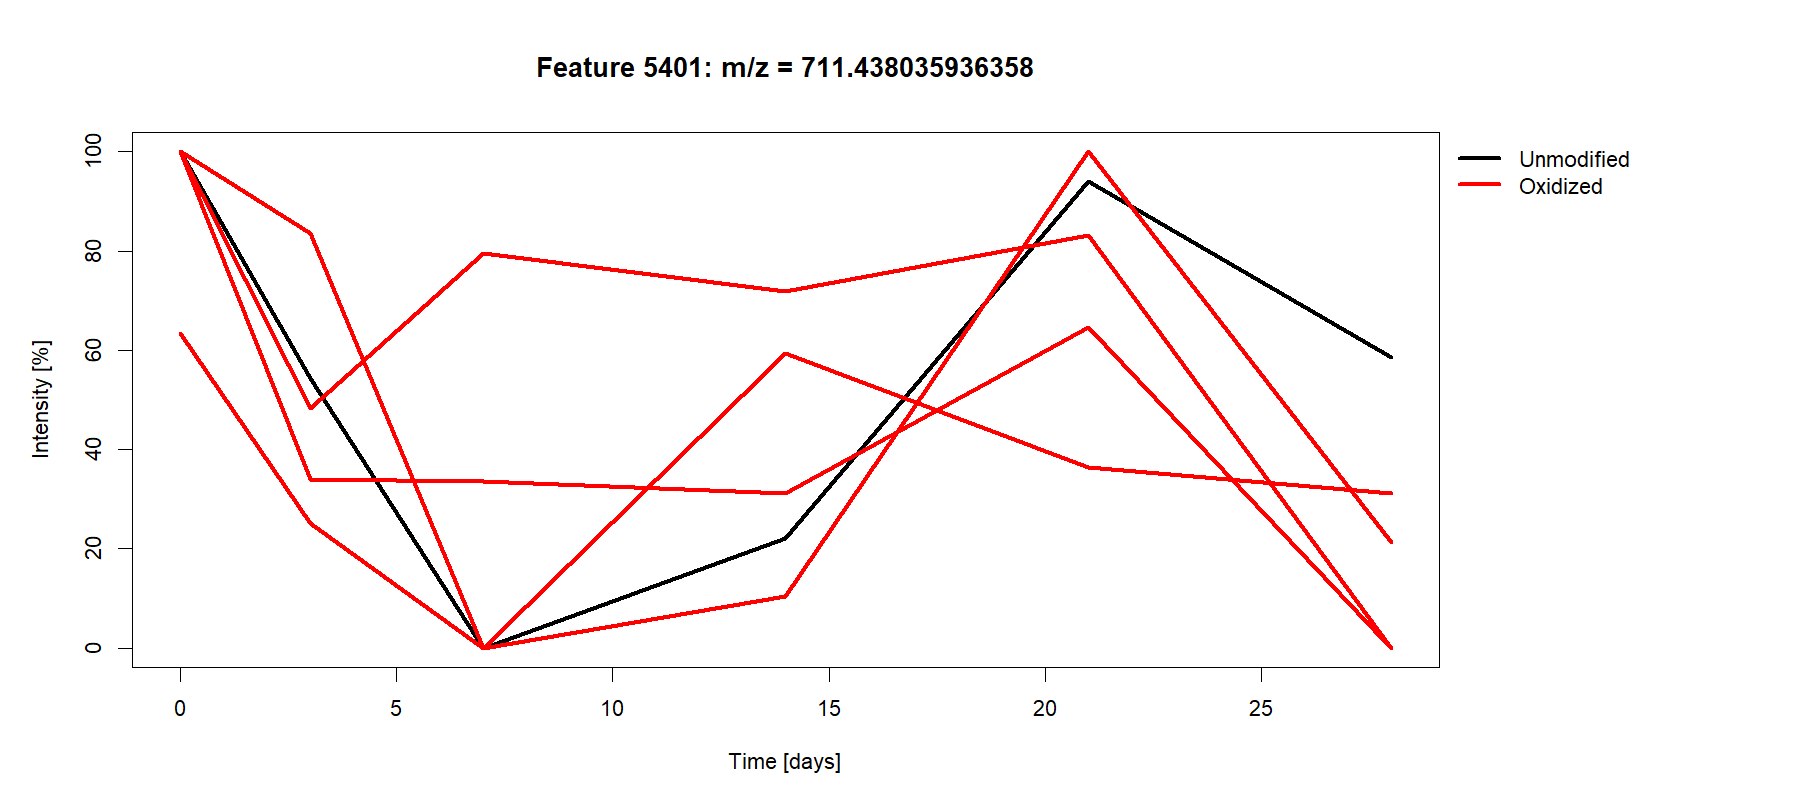 Feature 5401: m/z = 711.438035936358
Unmodified
Oxidized
Intensity [%]
100
80
60
40
20
0
0 5 10 15 20 25
Time [days]